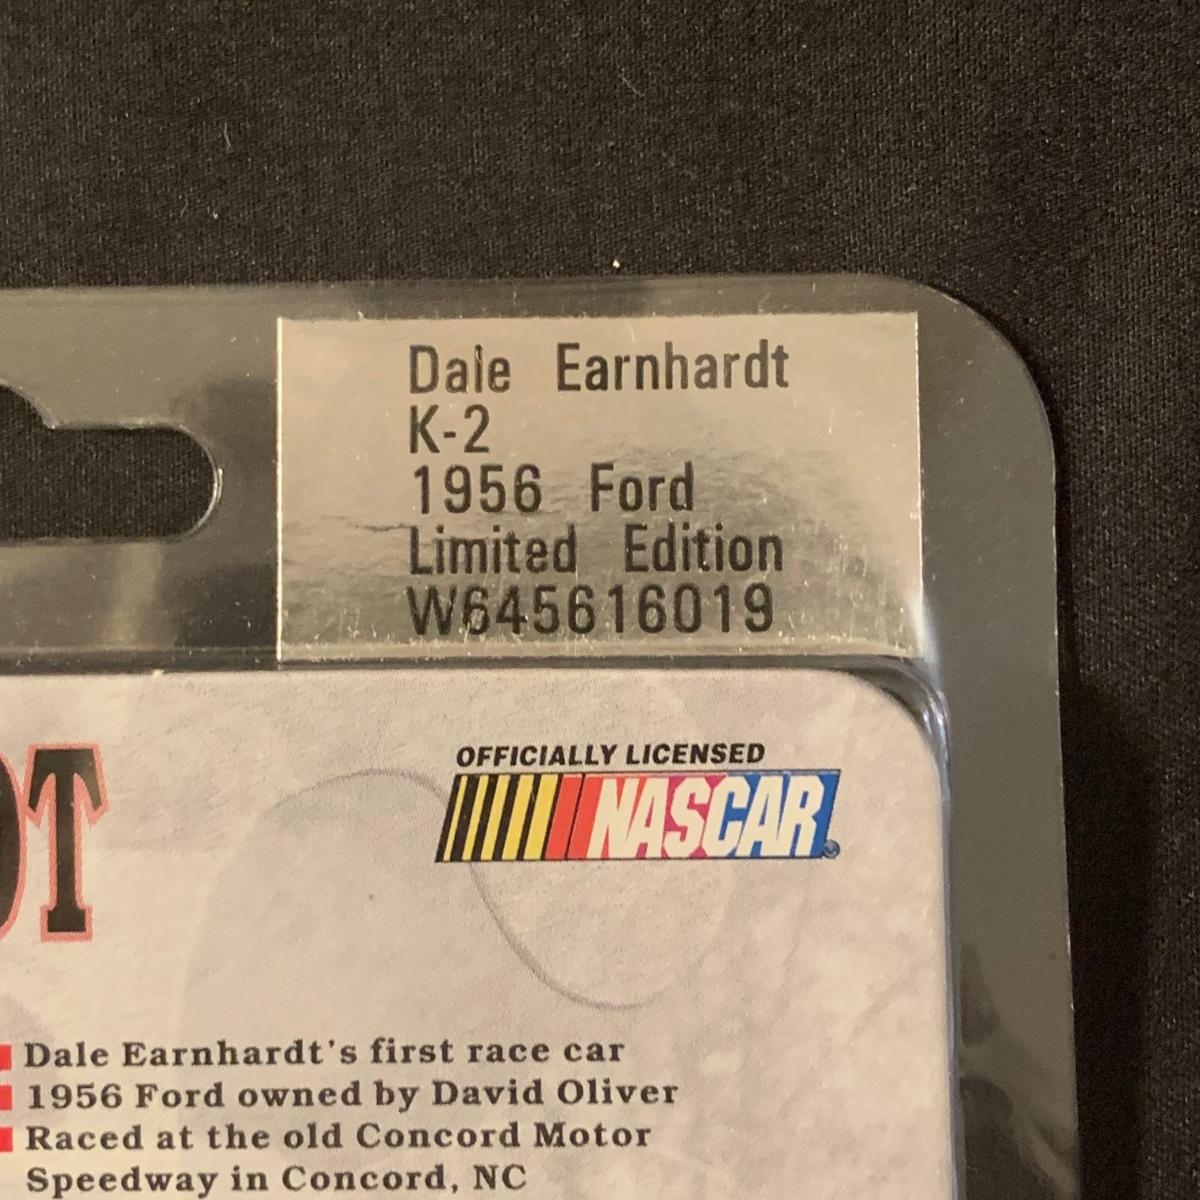 Dale Earnhardt
K-2
1956 Ford
Limited Edition
W645616019
OFFICIALLY LICENSED
NASCAR®
T
Dale Earnhardt's first race car
1956 Ford owned by David Oliver
Raced at the old Concord Motor
Speedway in Concord, NC